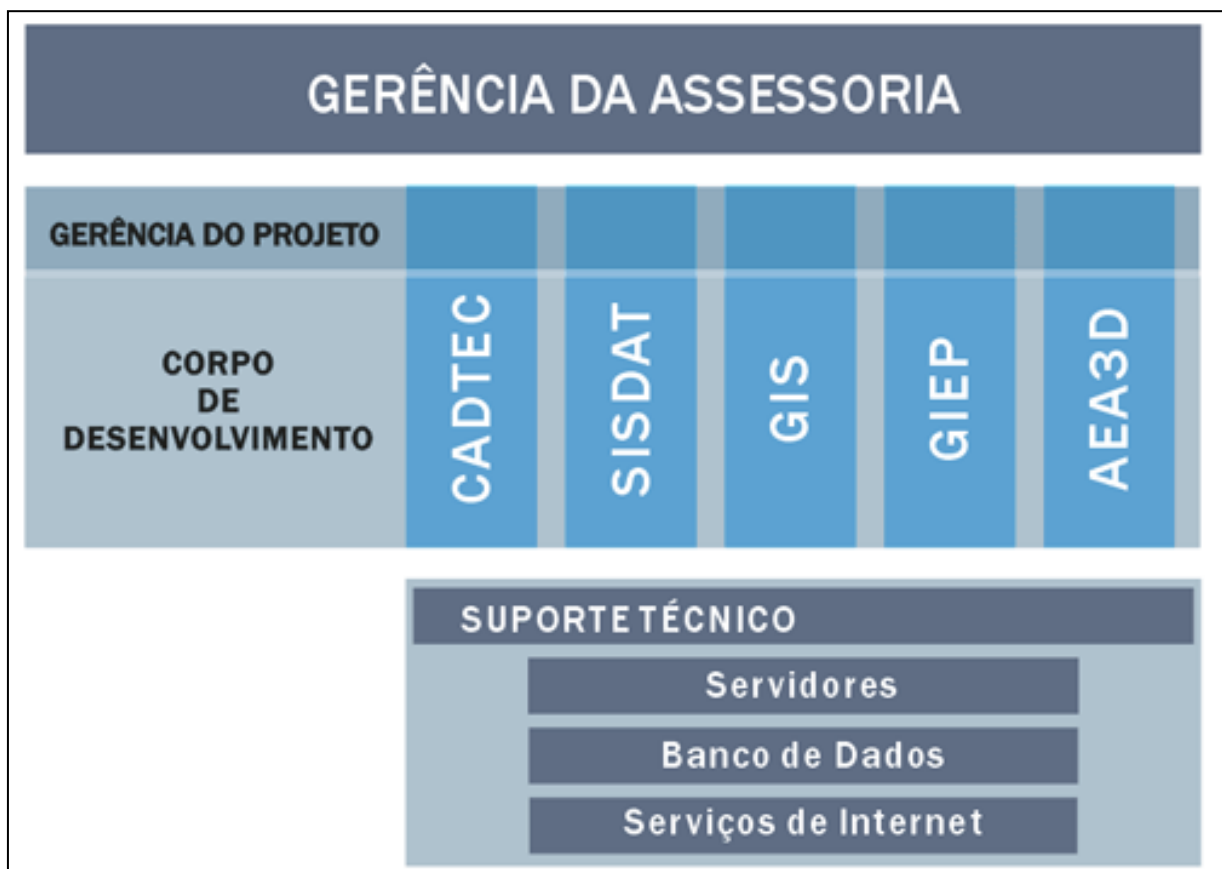 GERÊNCIA DA ASSESSORIA
GERÊNCIA DO PROJETO
CORPO
DE
DESENVOLVIMENTO
CADTEC
SISDAT
GIS
GIEP
AEA3D
SUPORTE TÉCNICO
Servidores
Banco de Dados
Serviços de Internet